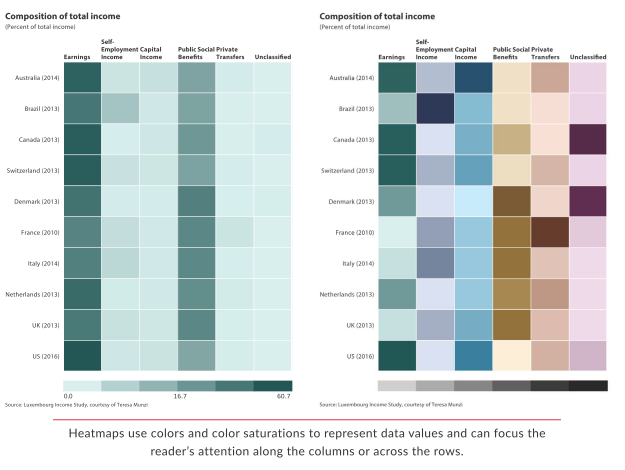 Composition of total income
(Percent of total income)
Earnings
Self-
Employment
Income
Capital
Income
Public Social
Benefits
Private
Transfers
Unclassified
Australia (2014)
Brazil (2013)
Canada (2013)
Switzerland (2013)
Denmark (2013)
France (2010)
Italy (2014)
Netherlands (2013)
UK (2013)
US (2016)
0.0 16.7 60.7
Source: Luxembourg Income Study, courtesy of Teresa Munzi
Composition of total income
(Percent of total income)
Earnings
Self-
Employment
Income
Capital
Income
Public Social
Benefits
Private
Transfers
Unclassified
Australia (2014)
Brazil (2013)
Canada (2013)
Switzerland (2013)
Denmark (2013)
France (2010)
Italy (2014)
Netherlands (2013)
UK (2013)
US (2016)
Source: Luxembourg Income Study, courtesy of Teresa Munzi
Heatmaps use colors and color saturations to represent data values and can focus the
reader's attention along the columns or across the rows.